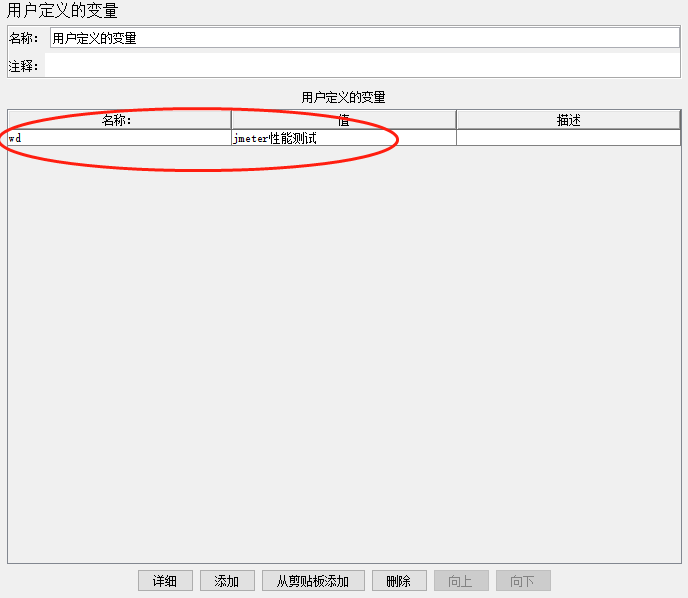 用户定义的变量
名称： 用户定义的变量
注释：
用户定义的变量
名称: 值 描述
wd jmeter性能测试
详细 添加 从剪贴板添加 删除 向上 向下